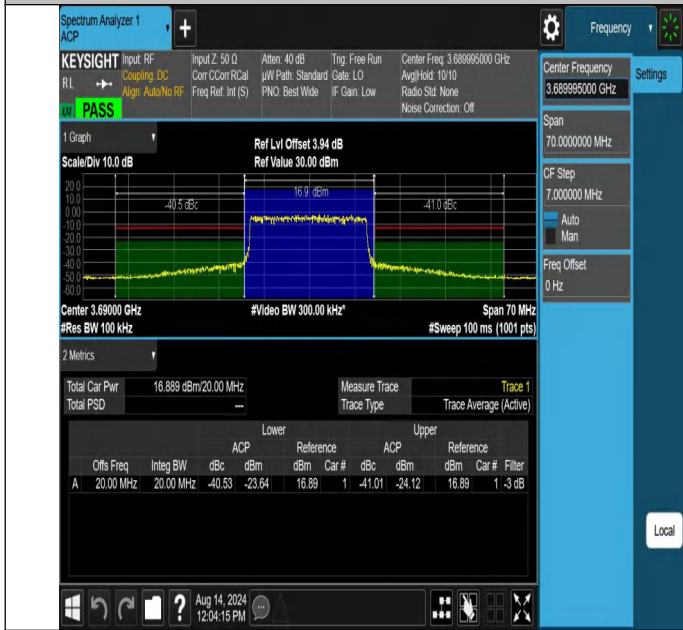 Spectrum Analyzer 1
ACP
+
Frequency
KEYSIGHT Input: RF
Coupling: DC
Align: Auto/No RF
Input Z: 50 Ω
Corr CCorr RCal
Freq Ref: Int (S)
Atten: 40 dB
µW Path: Standard
PNO: Best Wide
Trig: Free Run
Gate: LO
IF Gain: Low
Center Freq: 3.689995000 GHz
Avg|Hold: 10/10
Radio Std: None
Noise Correction: Off
RL
LXI PASS
Center Frequency
3.689995000 GHz
Settings
Span
70.0000000 MHz
CF Step
7.000000 MHz
Auto
Man
Freq Offset
0 Hz
1 Graph
Scale/Div 10.0 dB
Ref Lvl Offset 3.94 dB
Ref Value 30.00 dBm
20.0
10.0
0.00
-10.0
-20.0
-30.0
-40.0
-50.0
-60.0
-40.5 dBc
16.9 dBm
-41.0 dBc
Center 3.69000 GHz
#Video BW 300.00 kHz*
Span 70 MHz
#Res BW 100 kHz
#Sweep 100 ms (1001 pts)
2 Metrics
Total Car Pwr 16.889 dBm/20.00 MHz
Total PSD ---
Measure Trace Trace 1
Trace Type Trace Average (Active)
Lower Upper
ACP Reference ACP Reference
Offs Freq Integ BW dBc dBm dBm Car # dBc dBm dBm Car # Filter
A 20.00 MHz 20.00 MHz -40.53 -23.64 16.89 1 -41.01 -24.12 16.89 1 -3 dB
Local
?
Aug 14, 2024
12:04:15 PM